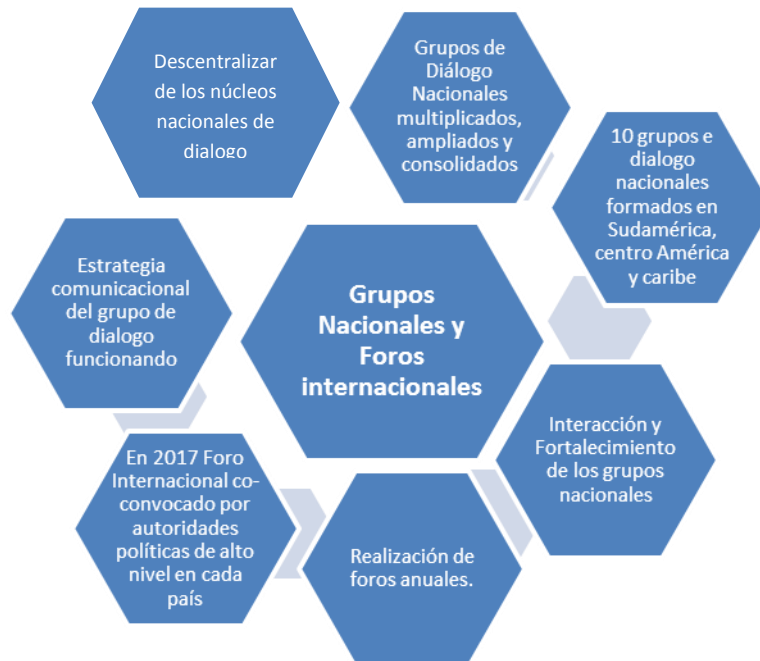 Descentralizar
de los núcleos
nacionales de
dialogo
Grupos de
Diálogo
Nacionales
multiplicados,
ampliados y
consolidados
10 grupos e
dialogo
nacionales
formados en
Sudamérica,
centro América
y caribe
Estrategia
comunicacional
del grupo de
dialogo
funcionando
Grupos
Nacionales y
Foros
internacionales
Interacción y
Fortalecimiento
de los grupos
nacionales
En 2017 Foro
Internacional co-
convocado por
autoridades
políticas de alto
nivel en cada
país
Realización de
foros anuales.